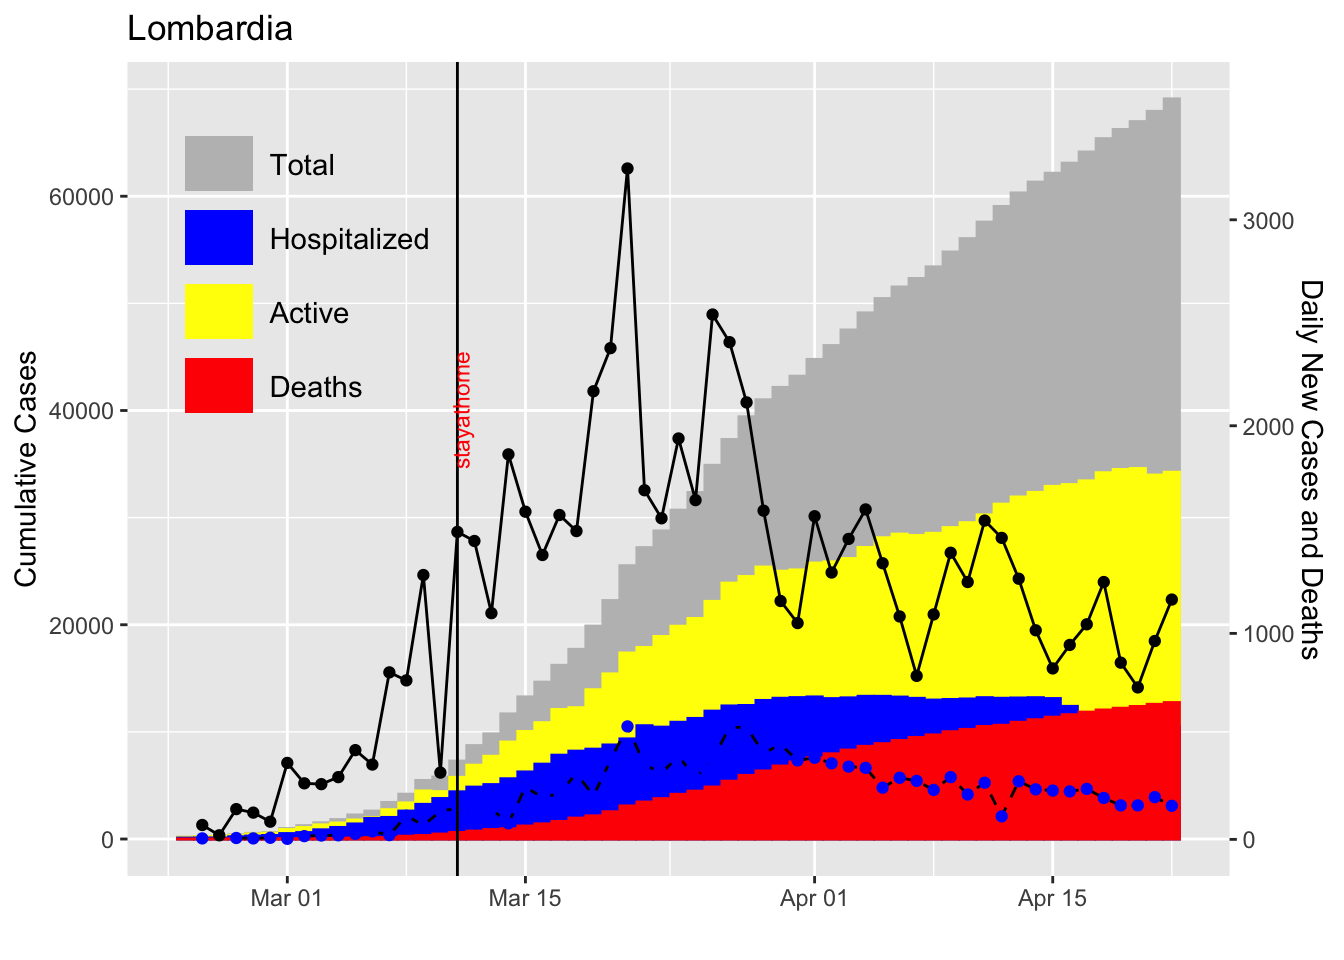 Lombardia
Total
Hospitalized
Active
Deaths
stayathome
Cumulative Cases
60000
40000
20000
0
Daily New Cases and Deaths
3000
2000
1000
0
Mar 01
Mar 15
Apr 01
Apr 15